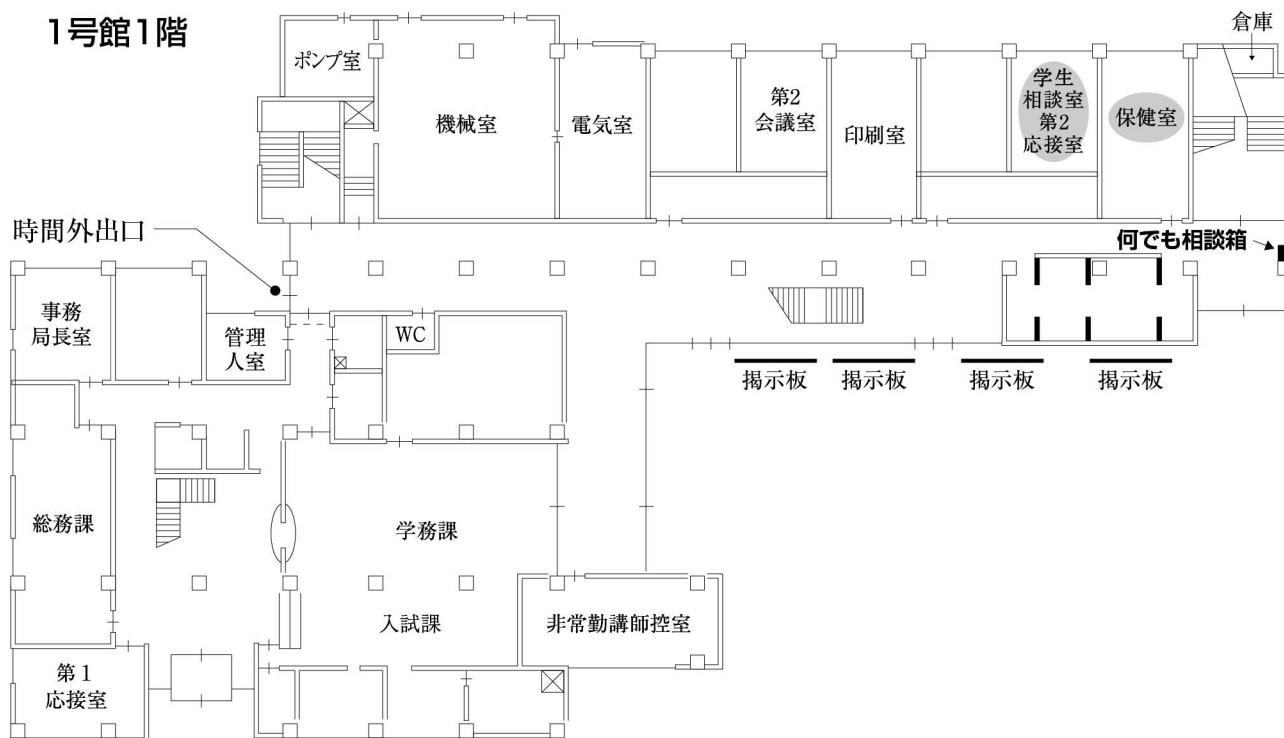 1号館1階
倉庫
ポンプ室
機械室
電気室
第2
会議室
印刷室
学生
相談室
第2
応接室
保健室
時間外出口
何でも相談箱
事務
局長室
管理
人室
WC
掲示板
掲示板
掲示板
掲示板
総務課
学務課
入試課
非常勤講師控室
第1
応接室